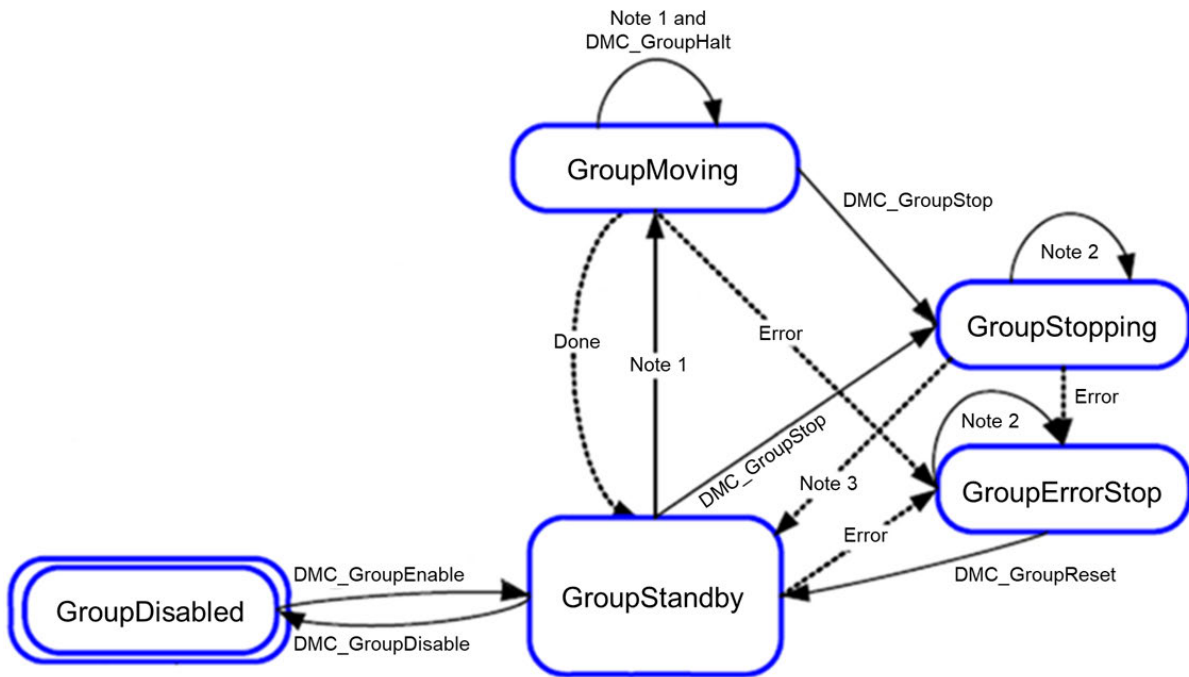 Note 1 and
DMC_GroupHalt
GroupMoving
DMC_GroupStop
Note 2
GroupStopping
Done
Error
Note 1
Error
Note 2
DMC_GroupStop
Note 3
GroupErrorStop
Error
DMC_GroupReset
DMC_GroupEnable
GroupDisabled
GroupStandby
DMC_GroupDisable